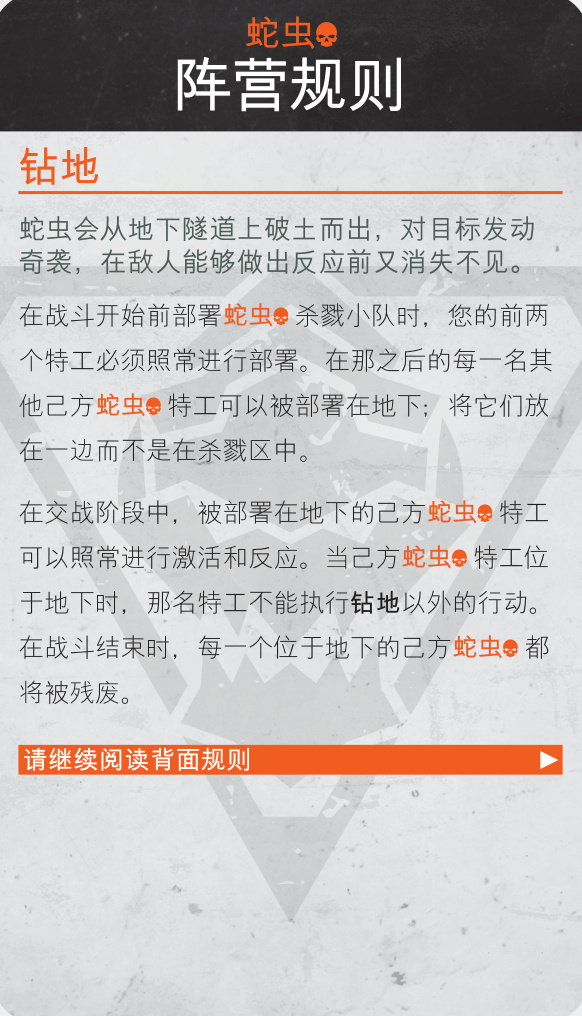 蛇虫
阵营规则
钻地
蛇虫会从地下隧道上破土而出，对目标发动
奇袭，在敌人能够做出反应前又消失不见。
在战斗开始前部署蛇虫 杀戮小队时，您的前两
个特工必须照常进行部署。在那之后的每一名其
他己方蛇虫 特工可以被部署在地下；将它们放
在一边而不是在杀戮区中。
在交战阶段中，被部署在地下的己方蛇虫 特工
可以照常进行激活和反应。当己方蛇虫 特工位
于地下时，那名特工不能执行钻地以外的行动。
在战斗结束时，每一个位于地下的己方蛇虫 都
将被残废。
请继续阅读背面规则